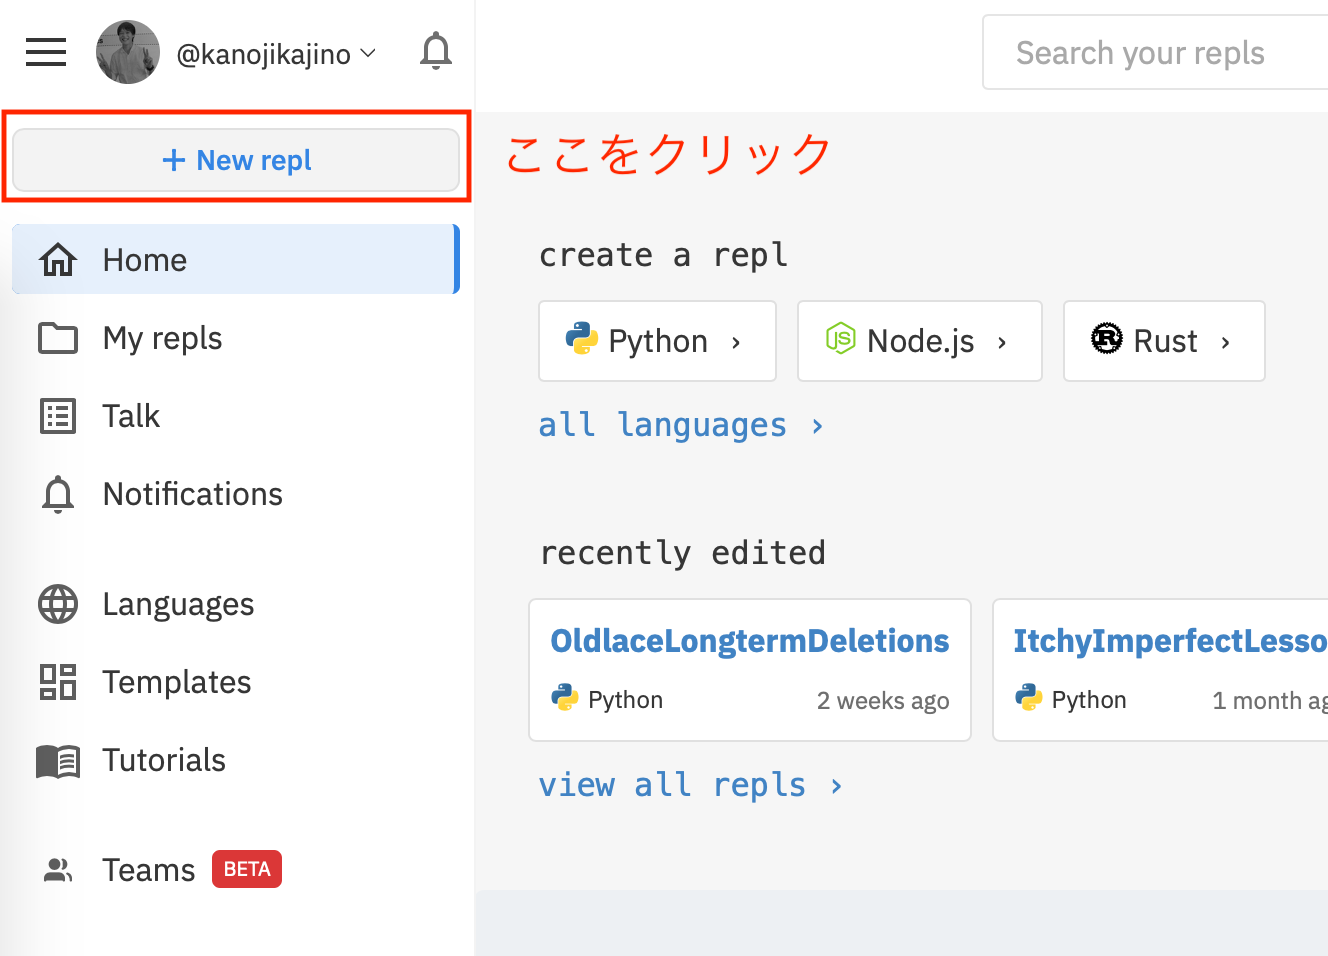 @kanojikajino
Search your repls
+ New repl
ここをクリック
Home
My repls
Talk
Notifications
Languages
Templates
Tutorials
Teams BETA
create a repl
Python ›
Node.js ›
Rust ›
all languages ›
recently edited
OldlaceLongtermDeletions
Python 2 weeks ago
ItchyImperfectLesso
Python 1 month ag
view all repls ›